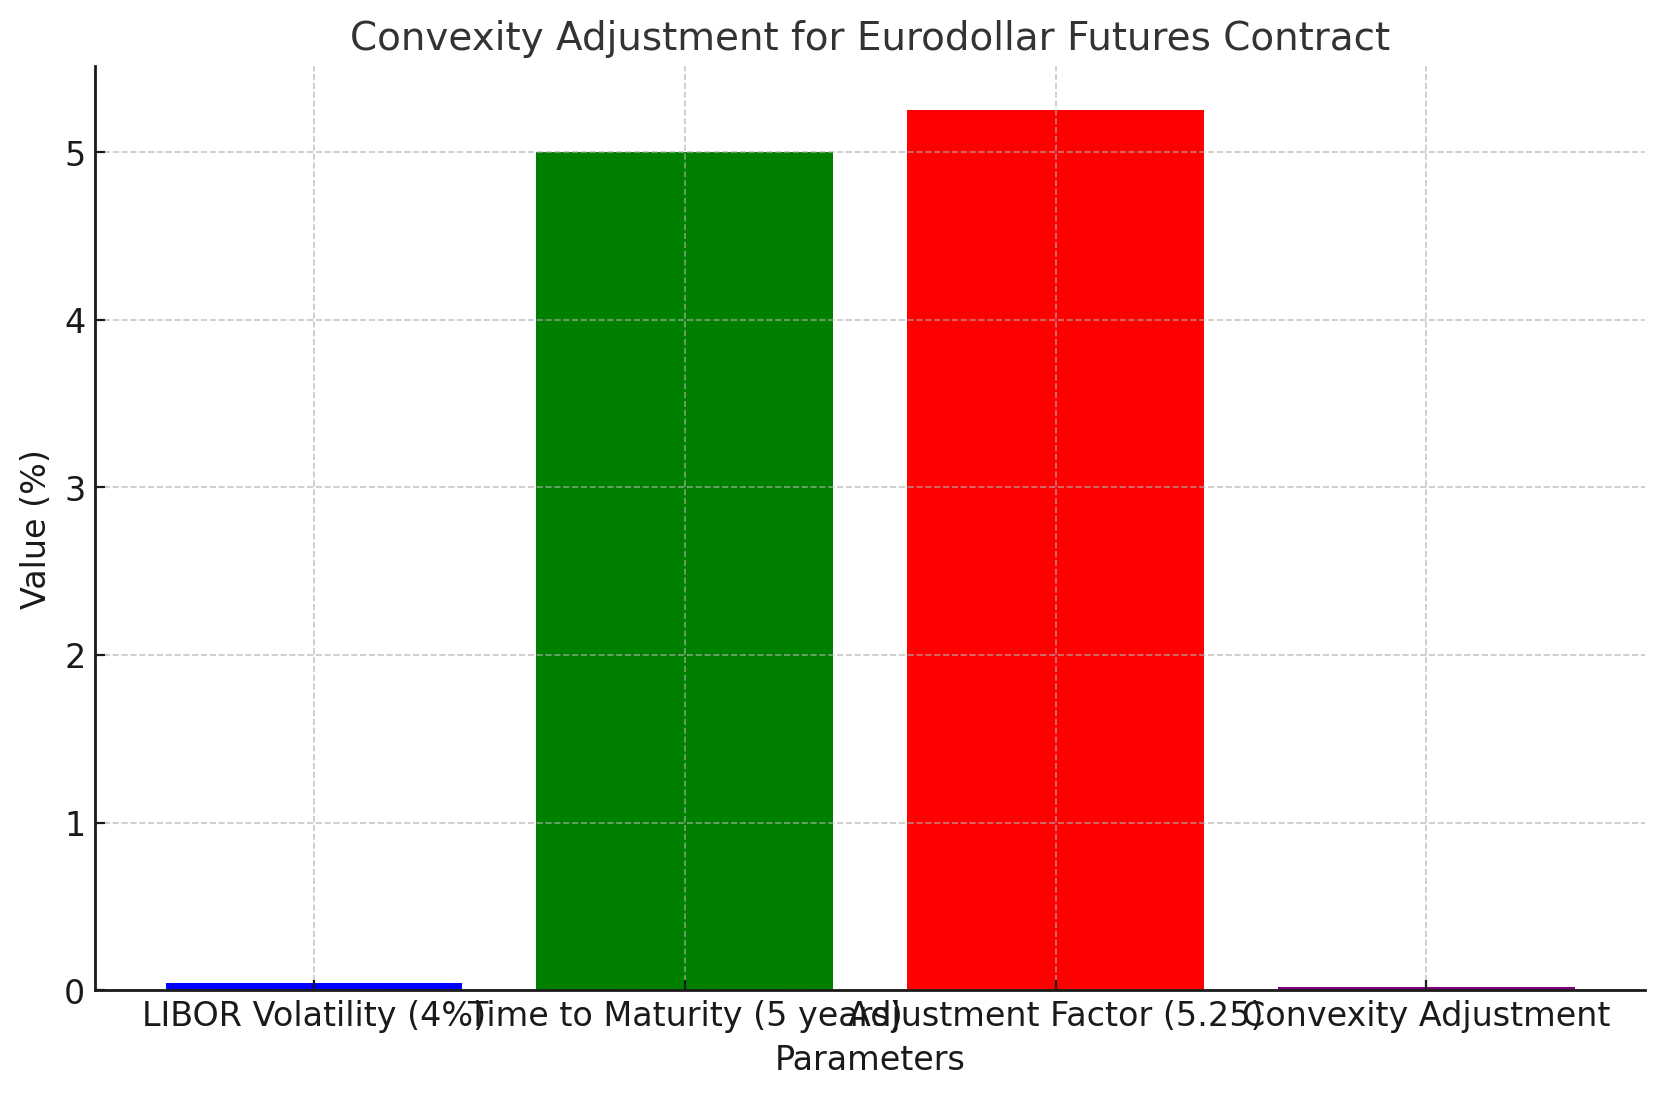 Convexity Adjustment for Eurodollar Futures Contract
Value (%)
5
4
3
2
1
0
LIBOR Volatility (4%)
Time to Maturity (5 years)
Adjustment Factor (5.25)
Convexity Adjustment
Parameters